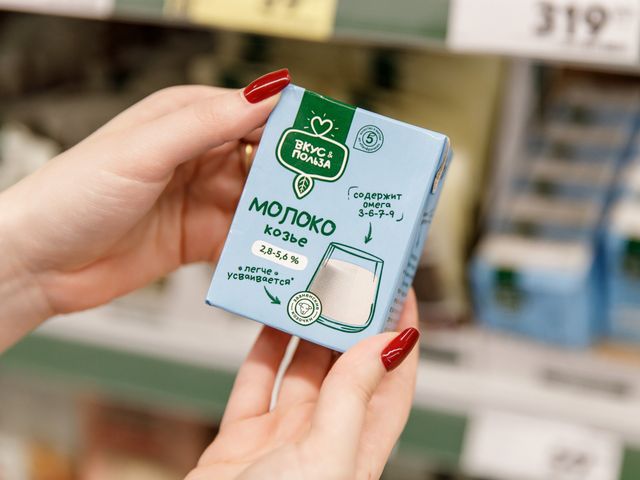 319
ВКУС &
ПОЛЬЗА
5
содержит
омега
3-6-7-9
МОЛОКО
козье
2,8-5,6 %
легче
усваивается*